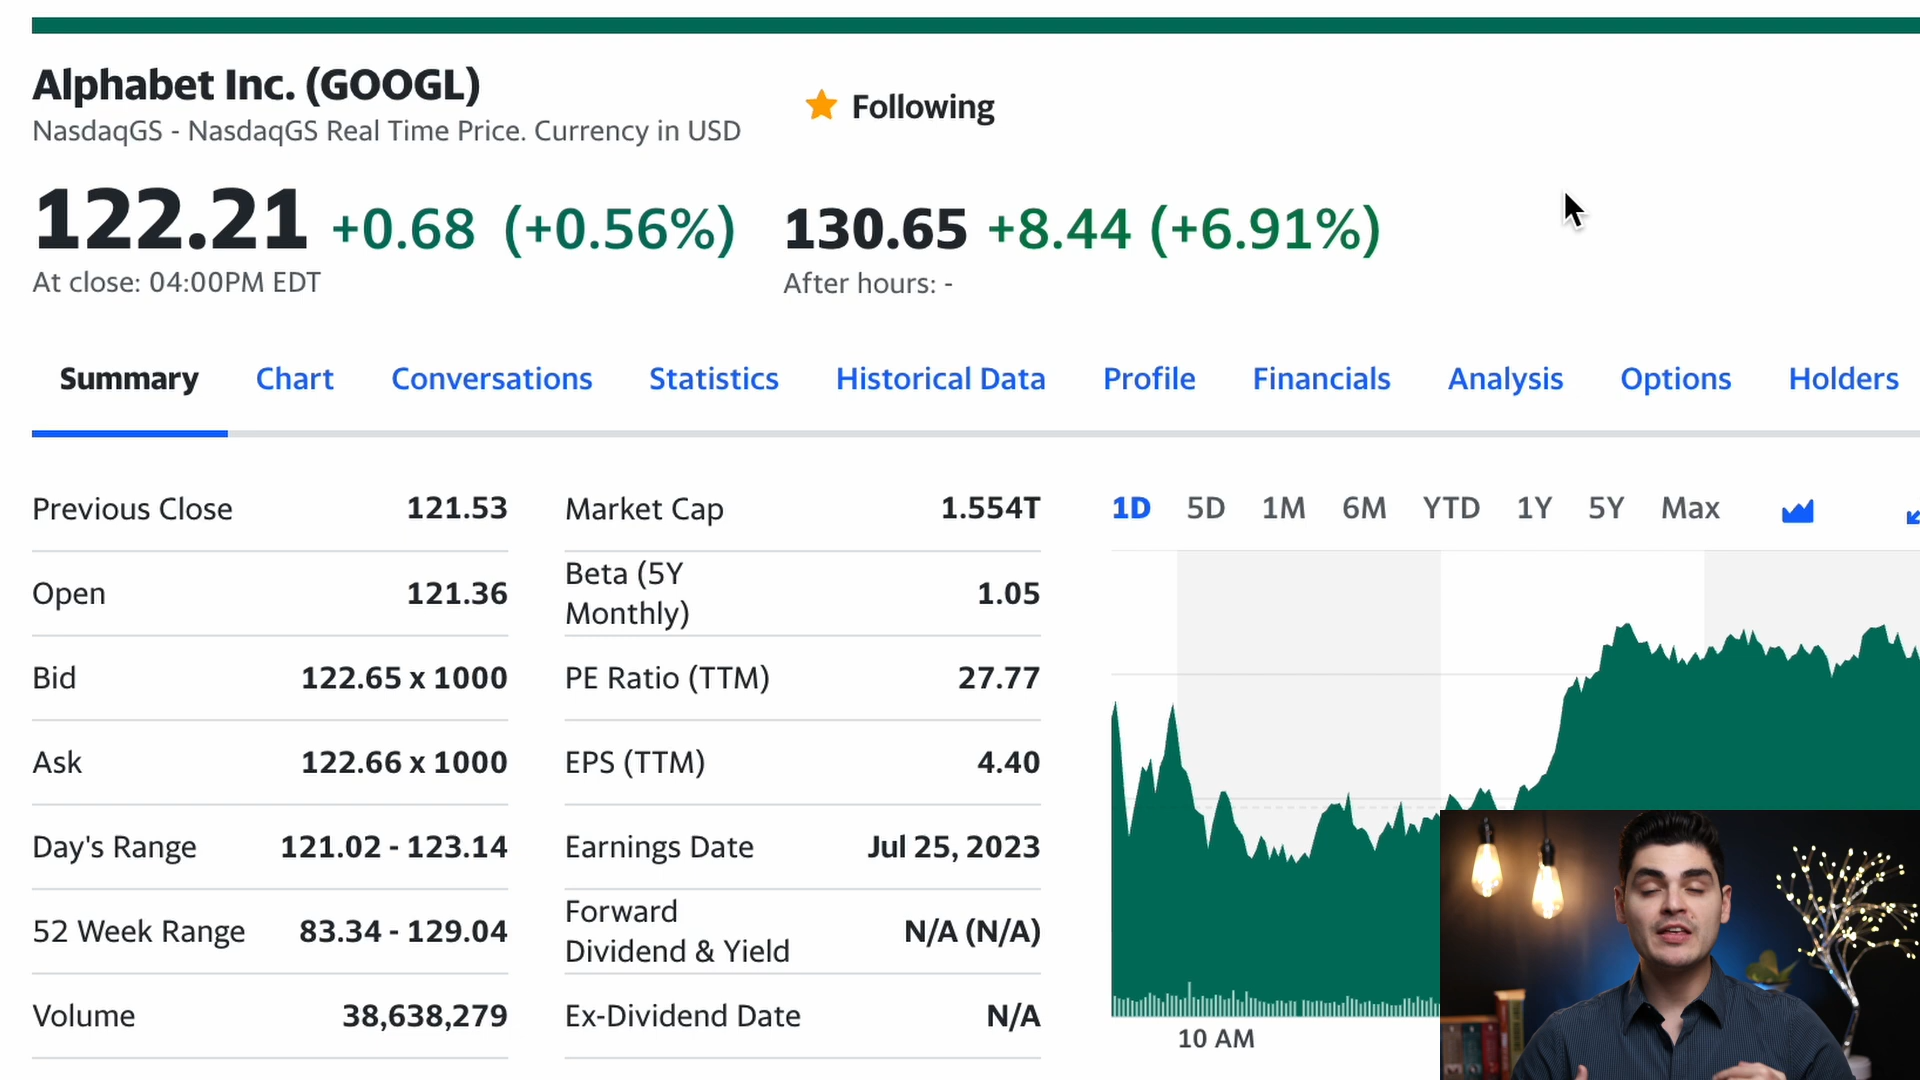 Alphabet Inc. (GOOGL)
NasdaqGS - NasdaqGS Real Time Price. Currency in USD
Following
122.21 +0.68 (+0.56%)
At close: 04:00PM EDT
130.65 +8.44 (+6.91%)
After hours: -
Summary Chart Conversations Statistics Historical Data Profile Financials Analysis Options Holders
Previous Close 121.53
Open 121.36
Bid 122.65 x 1000
Ask 122.66 x 1000
Day's Range 121.02 - 123.14
52 Week Range 83.34 - 129.04
Volume 38,638,279
Market Cap 1.554T
Beta (5Y
Monthly) 1.05
PE Ratio (TTM) 27.77
EPS (TTM) 4.40
Earnings Date Jul 25, 2023
Forward
Dividend & Yield N/A (N/A)
Ex-Dividend Date N/A
1D 5D 1M 6M YTD 1Y 5Y Max
10 AM